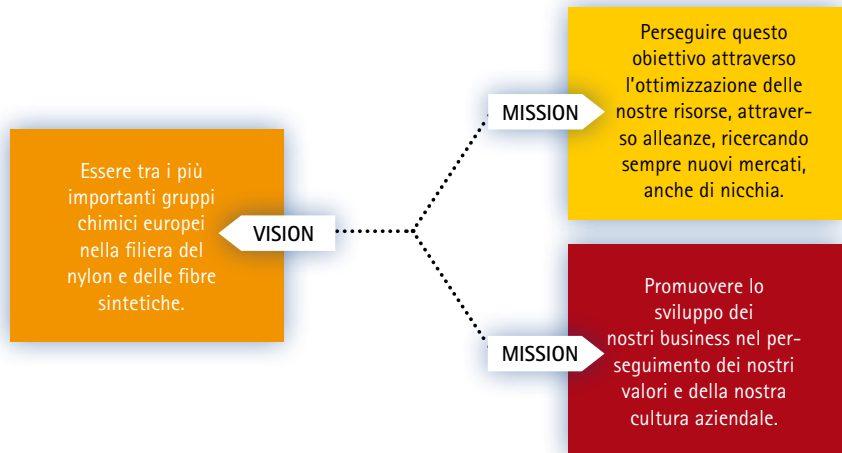 Essere tra i più
importanti gruppi
chimici europei
nella filiera del
nylon e delle fibre
sintetiche.
VISION
MISSION
Perseguire questo
obiettivo attraverso
l'ottimizzazione delle
nostre risorse, attraver-
so alleanze, ricercando
sempre nuovi mercati,
anche di nicchia.
MISSION
Promuovere lo
sviluppo dei
nostri business nel per-
seguimento dei nostri
valori e della nostra
cultura aziendale.